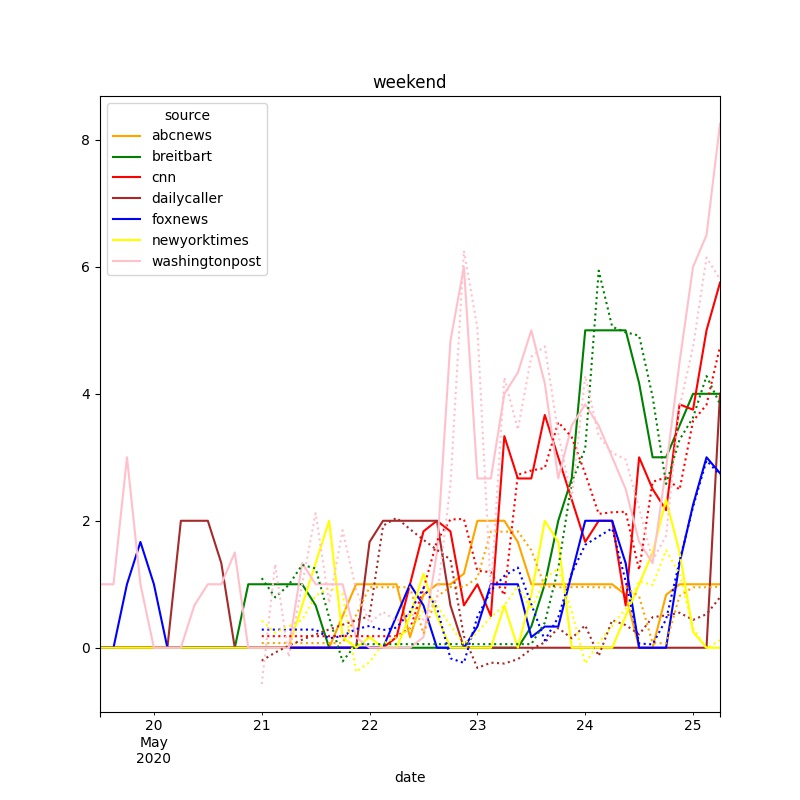 weekend
source
abcnews
breitbart
cnn
dailycaller
foxnews
newyorktimes
washingtonpost
8
6
4
2
0
20 21 22 23 24 25
May
2020
date